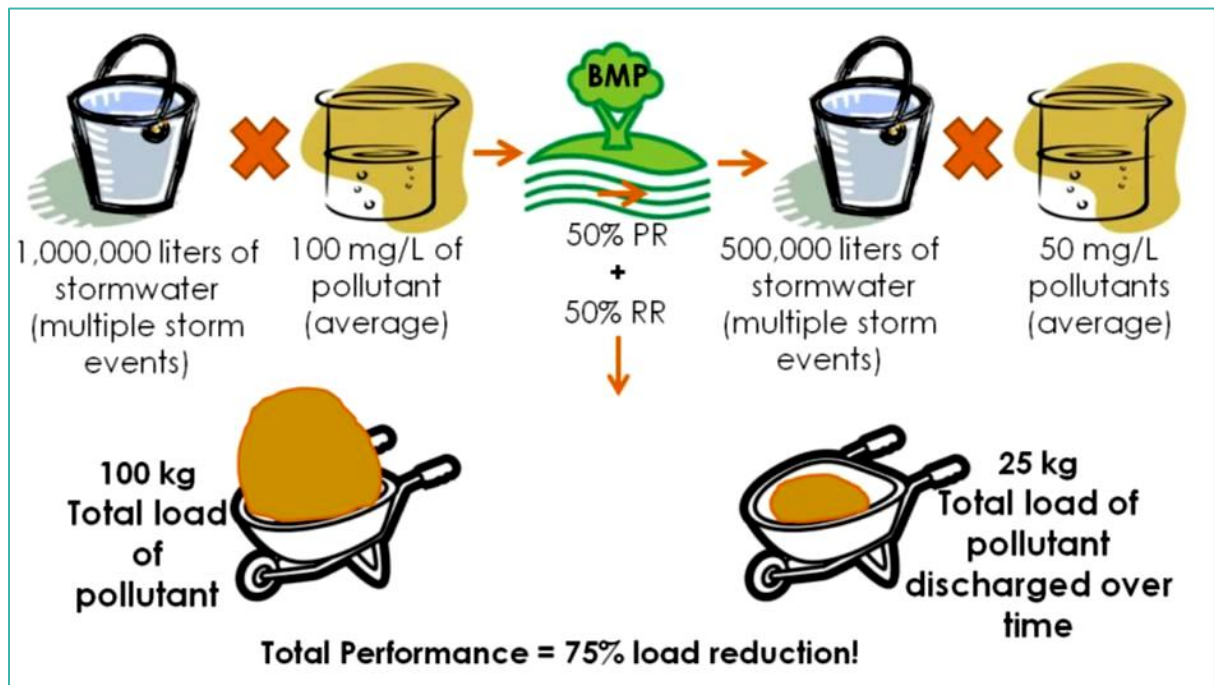 BMP
1,000,000 liters of
stormwater
(multiple storm
events)
100 mg/L of
pollutant
(average)
50% PR
+
50% RR
500,000 liters of
stormwater
(multiple storm
events)
50 mg/L
pollutants
(average)
100 kg
Total load
of
pollutant
25 kg
Total load of
pollutant
discharged over
time
Total Performance = 75% load reduction!